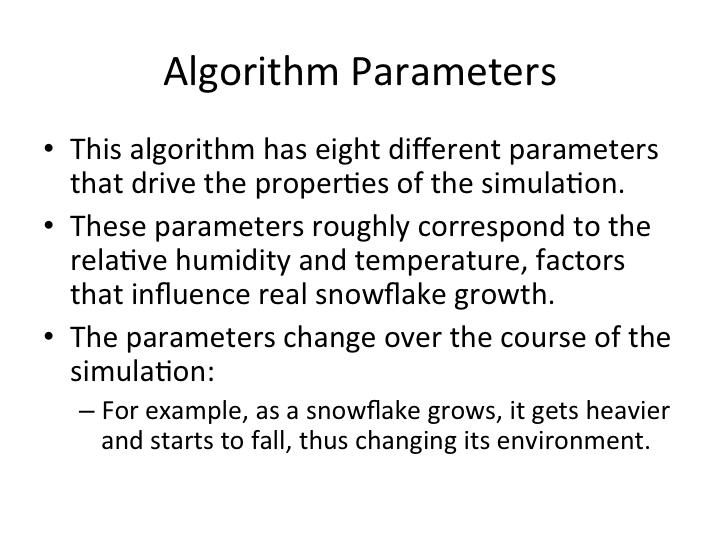 Algorithm Parameters
• This algorithm has eight different parameters
that drive the properties of the simulation.
• These parameters roughly correspond to the
relative humidity and temperature, factors
that influence real snowflake growth.
• The parameters change over the course of the
simulation:
– For example, as a snowflake grows, it gets heavier
and starts to fall, thus changing its environment.